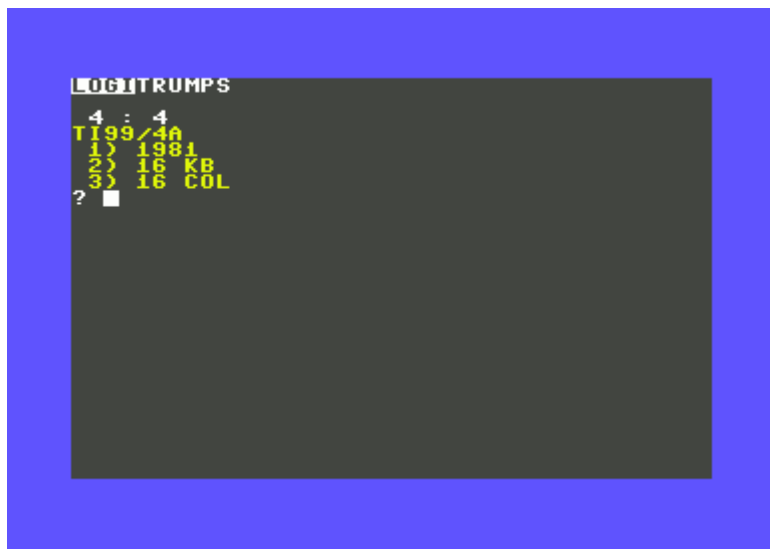 LOGITRUMPS
4 : 4
TI99/4A
1) 1981
2) 16 KB
3) 16 COL
?